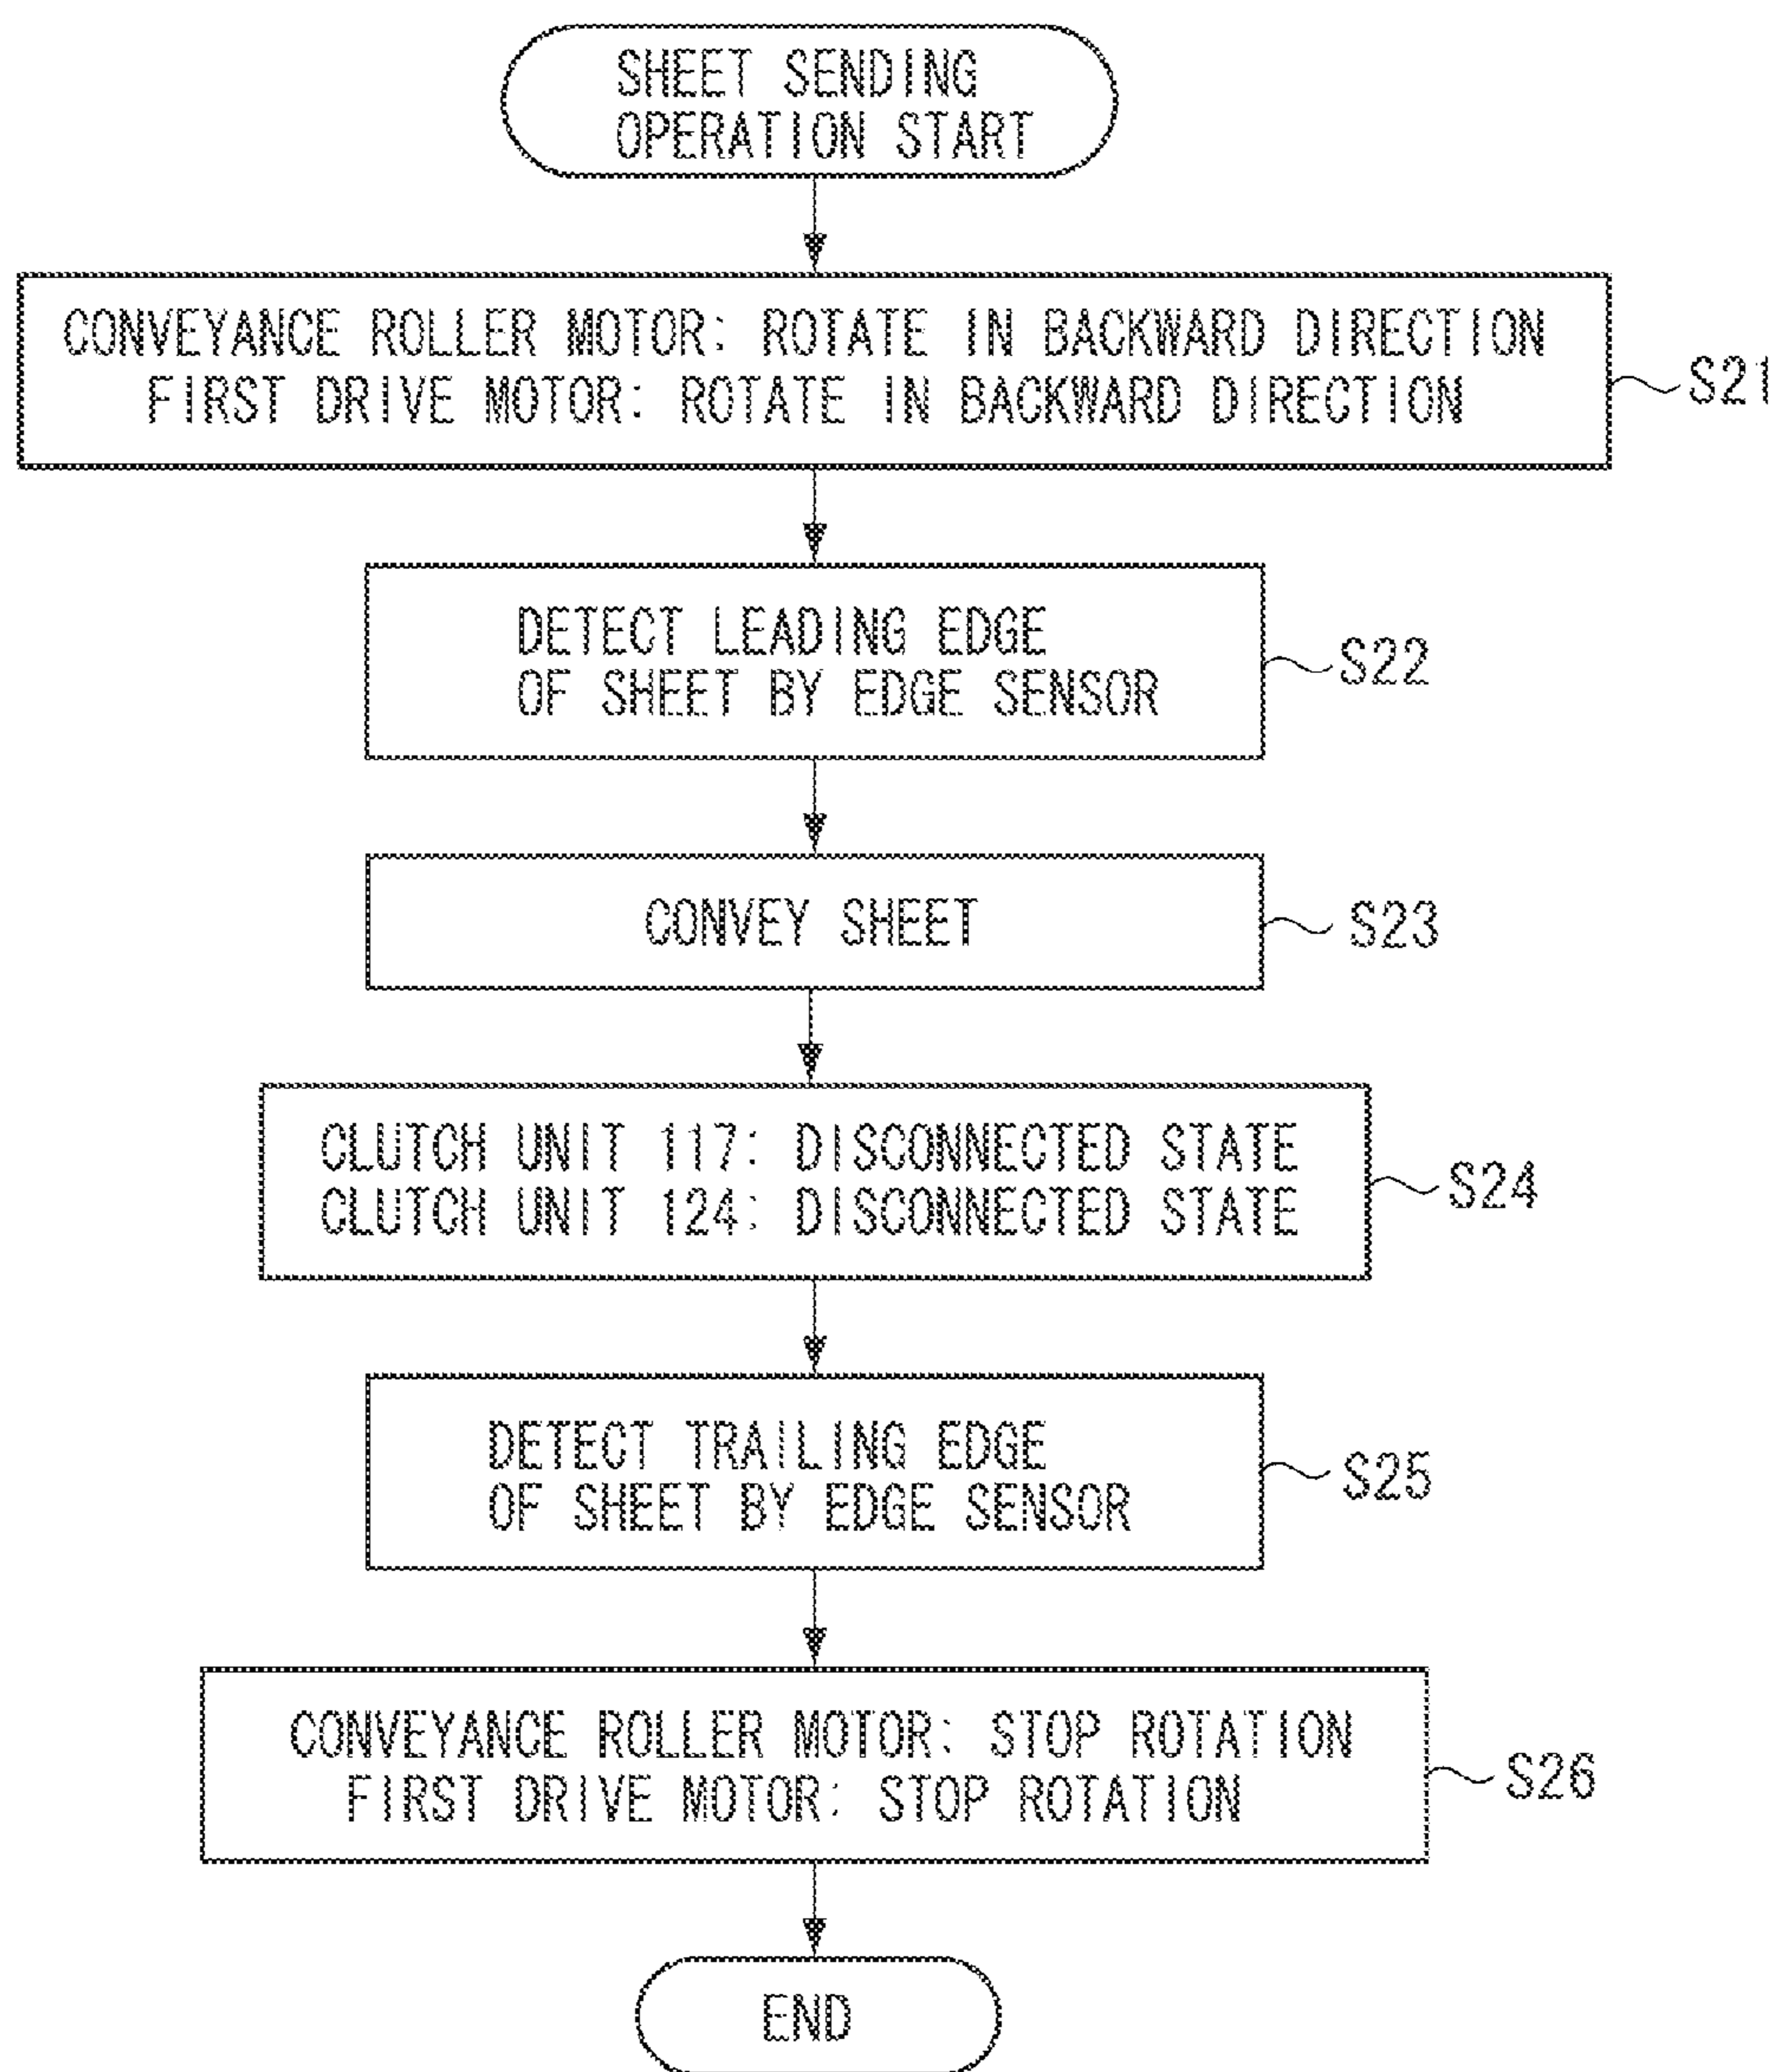 SHEET SENDING
OPERATION START
CONVEYANCE ROLLER MOTOR: ROTATE IN BACKWARD DIRECTION
FIRST DRIVE MOTOR: ROTATE IN BACKWARD DIRECTION
S21
DETECT LEADING EDGE
OF SHEET BY EDGE SENSOR
S22
CONVEY SHEET
S23
CLUTCH UNIT 117: DISCONNECTED STATE
CLUTCH UNIT 124: DISCONNECTED STATE
S24
DETECT TRAILING EDGE
OF SHEET BY EDGE SENSOR
S25
CONVEYANCE ROLLER MOTOR: STOP ROTATION
FIRST DRIVE MOTOR: STOP ROTATION
S26
END